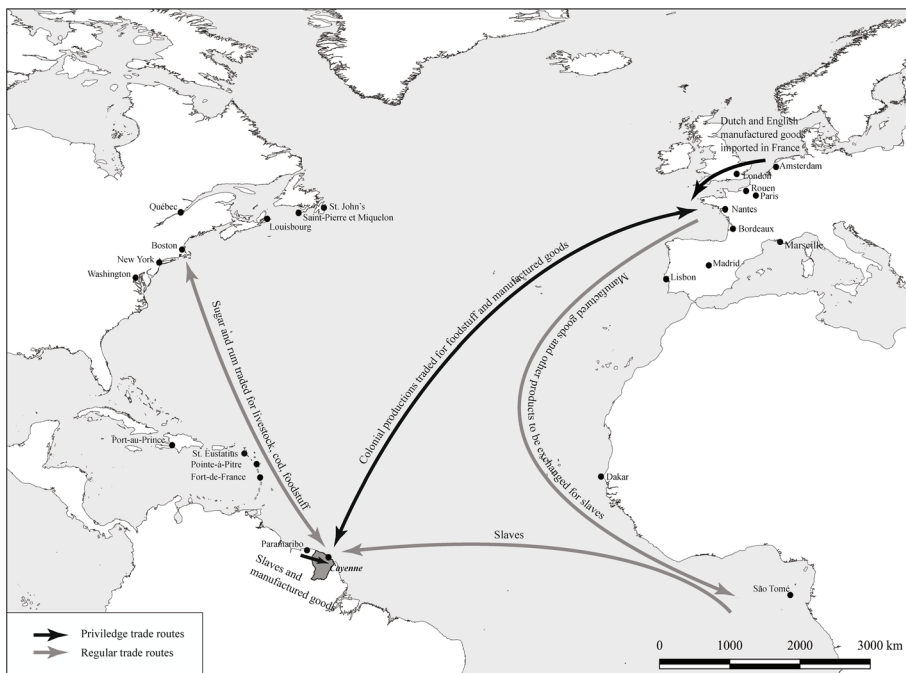 Dutch and English
manufactured goods
imported in France
Amsterdam
London
Rouen
Paris
Nantes
Bordeaux
Marseille
Madrid
Lisbon
Québec
St. John's
Saint-Pierre et Miquelon
Louisbourg
Boston
New York
Washington
Colonial productions traded for foodstuff and manufactured goods
Manufactured goods and other products to be exchanged for slaves
Sugar and rum traded for livestock, cod, foodstuff
Port-au-Prince
St. Eustatius
Pointe-à-Pitre
Fort-de-France
Dakar
Slaves
Paramaribo
Cayenne
Slaves and
manufactured goods
São Tomé
Priviledge trade routes
Regular trade routes
0 1000 2000 3000 km